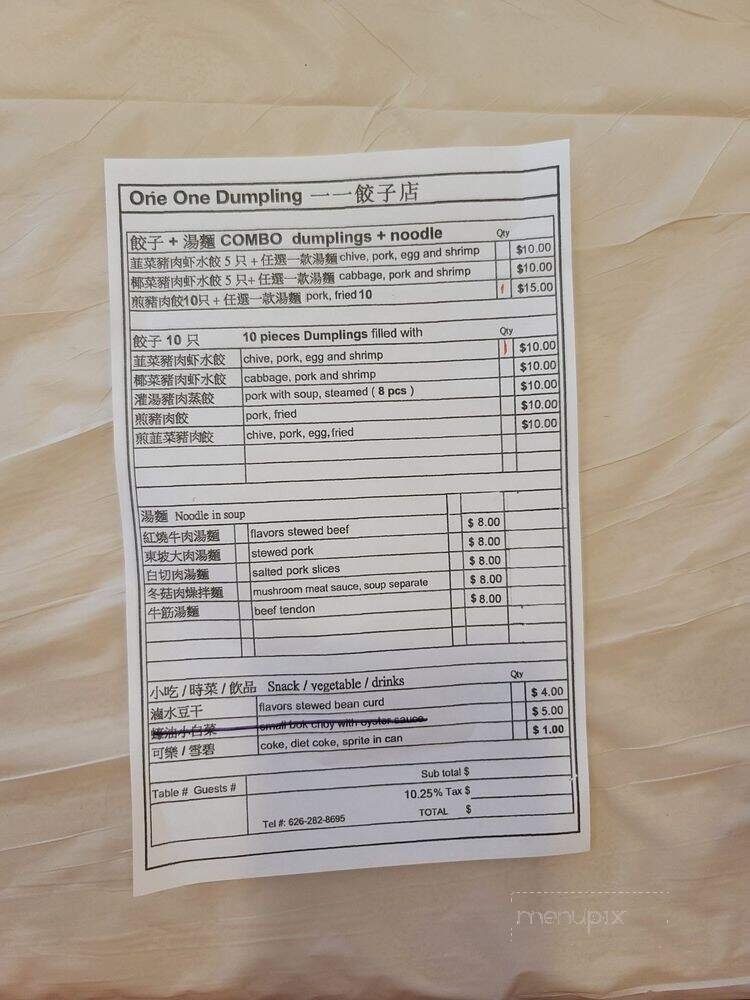 One One Dumpling 一一餃子店
餃子 + 湯麵 COMBO dumplings + noodle Qty
韮菜豬肉虾水餃 5 只 + 任選一款湯麵 chive, pork, egg and shrimp $10.00
椰菜豬肉虾水餃 5 只+ 任選一款湯麵 cabbage, pork and shrimp $10.00
煎豬肉餃10只 + 任選一款湯麵 pork, fried 10 $15.00
餃子 10 只 10 pieces Dumplings filled with Qty
韮菜豬肉虾水餃 chive, pork, egg and shrimp $10.00
椰菜豬肉虾水餃 cabbage, pork and shrimp $10.00
灌湯豬肉蒸餃 pork with soup, steamed ( 8 pcs ) $10.00
煎豬肉餃 pork, fried $10.00
煎韮菜豬肉餃 chive, pork, egg, fried $10.00
湯麵 Noodle in soup
紅燒牛肉湯麵 flavors stewed beef $ 8.00
東坡大肉湯麵 stewed pork $ 8.00
白切肉湯麵 salted pork slices $ 8.00
冬菇肉燥拌麵 mushroom meat sauce, soup separate $ 8.00
牛筋湯麵 beef tendon $ 8.00
小吃 / 時菜 / 飲品 Snack / vegetable / drinks Qty
滷水豆干 flavors stewed bean curd $ 4.00
蠔油小白菜 small bok choy with oyster sauce $ 5.00
可樂 / 雪碧 coke, diet coke, sprite in can $ 1.00
Table # Guests # Sub total $
10.25% Tax $
Tel #: 626-282-8695 TOTAL $
menupix